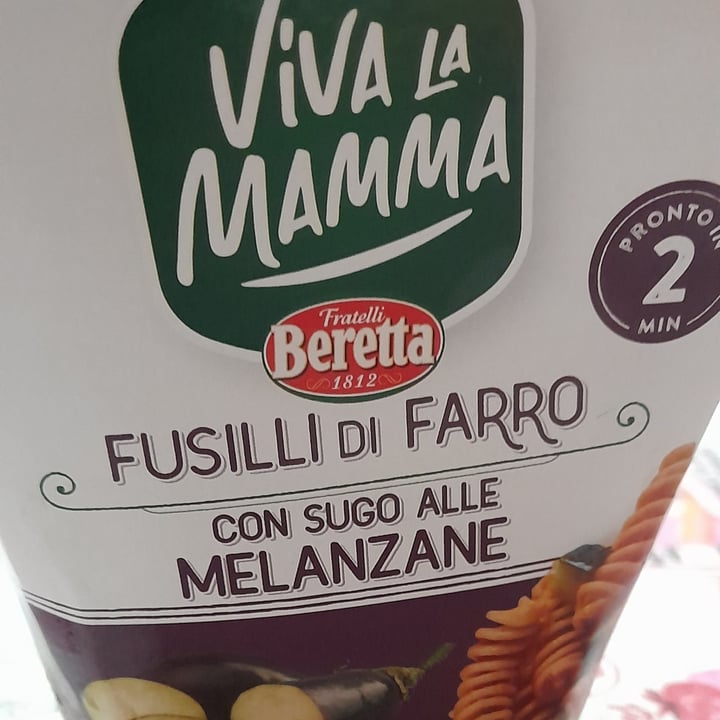 VIVA LA
MAMMA
PRONTO IN
2
MIN
Fratelli
Beretta
1812
FUSILLI DI FARRO
CON SUGO ALLE
MELANZANE